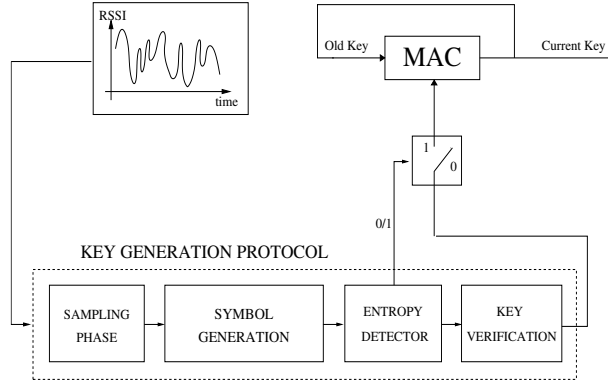 RSSI
time
Old Key
MAC
Current Key
1
0
0/1
KEY GENERATION PROTOCOL
SAMPLING
PHASE
SYMBOL
GENERATION
ENTROPY
DETECTOR
KEY
VERIFICATION